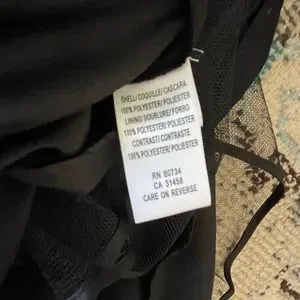 SHELL/ COQUILLE/ CASCARA
100% POLYESTER/ POLIESTER
LINING/ DOUBLURE/ FORRO
100% POLYESTER/ POLIESTER
CONTRAST/ CONTRASTE
100% POLYESTER/ POLIESTER
RN 80734
CA 31458
CARE ON REVERSE